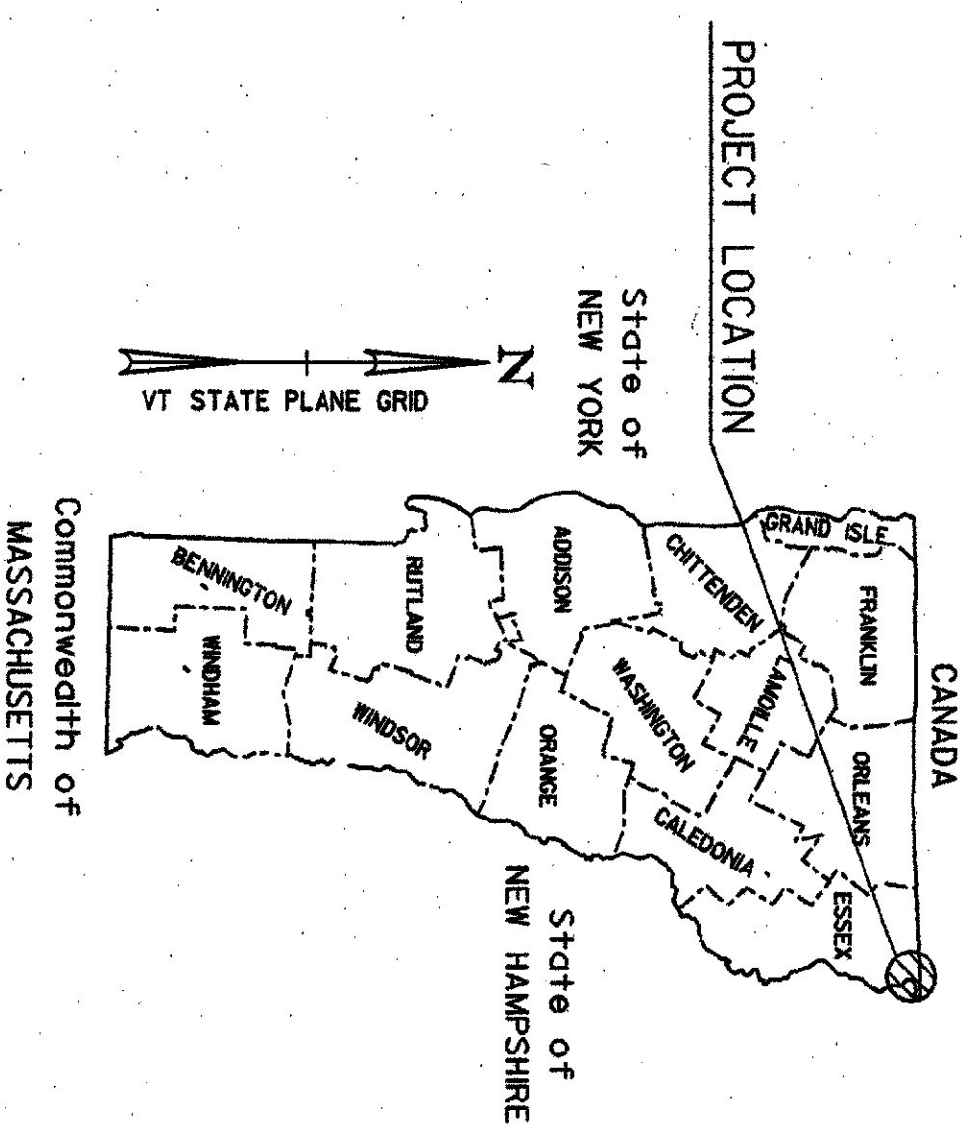 PROJECT LOCATION
CANADA
State of
NEW YORK
N
VT STATE PLANE GRID
GRAND ISLE
FRANKLIN
ORLEANS
ESSEX
CHITTENDEN
LAMOILLE
CALEDONIA
WASHINGTON
ADDISON
ORANGE
RUTLAND
WINDSOR
BENNINGTON
WINDHAM
State of
NEW HAMPSHIRE
Commonwealth of
MASSACHUSETTS